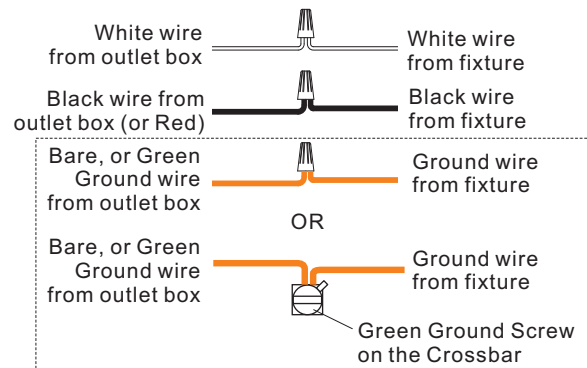 White wire
from outlet box
White wire
from fixture
Black wire from
outlet box (or Red)
Black wire
from fixture
Bare, or Green
Ground wire
from outlet box
Ground wire
from fixture
OR
Bare, or Green
Ground wire
from outlet box
Ground wire
from fixture
Green Ground Screw
on the Crossbar